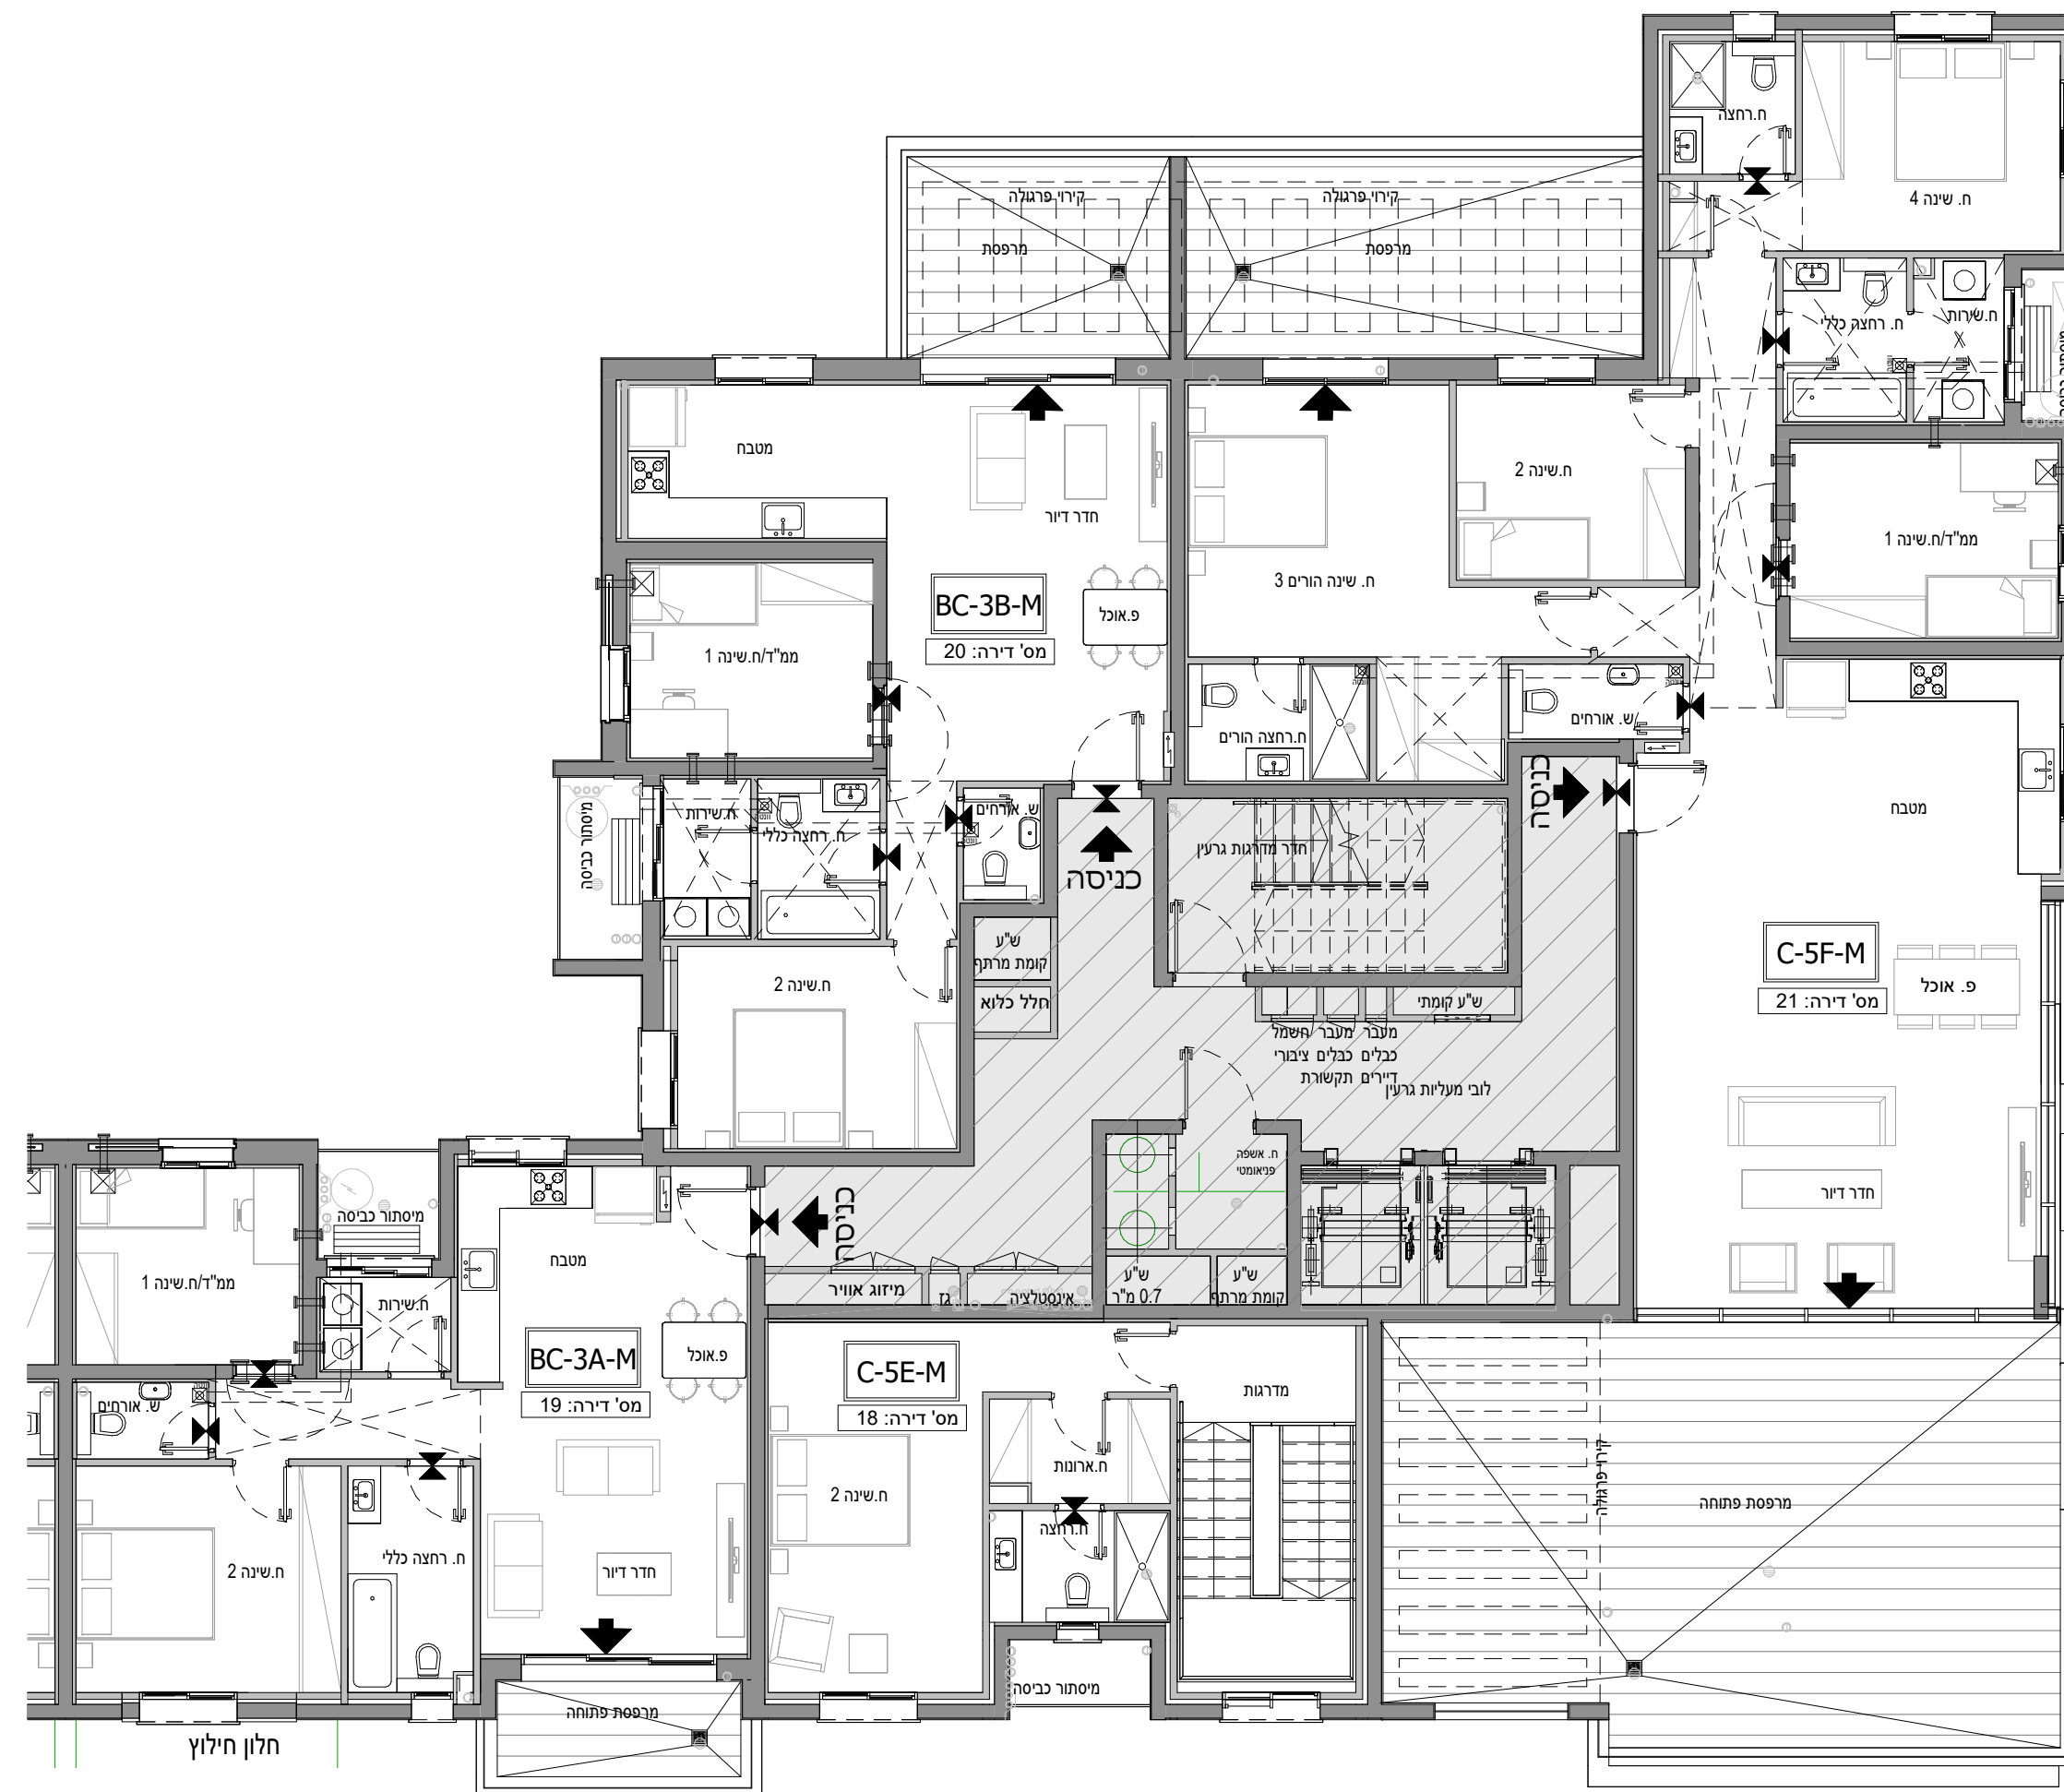 ח.רחצה
ח. שינה 4
קירוי פרגולה
מרפסת
קירוי פרגולה
מרפסת
ח. רחצה כללי
ח.שירות
מטבח
חדר דיור
BC-3B-M
מס' דירה: 20
פ.אוכל
ממ"ד/ח.שינה 1
ח.שינה 2
ח. שינה הורים 3
ממ"ד/ח.שינה 1
ח.רחצה הורים
ש. אורחים
כניסה
מיסתור כביסה
ח.שירות
ח. רחצה כללי
ש. אורחים
כניסה
חדר מדרגות גרעין
מטבח
C-5F-M
מס' דירה: 21
פ. אוכל
חדר דיור
ח.שינה 2
ש"ע
קומת מרתף
חלל כלוא
ש"ע קומתי
מעבר
כבלים
דיירים
מעבר
כבלים
תקשורת
חשמל
ציבורי
לובי מעליות גרעין
ח. אשפה
פניאומטי
כניסה
מיזוג אוויר
גז
אינסטלציה
ש"ע
0.7 מ"ר
ש"ע
קומת מרתף
ממ"ד/ח.שינה 1
מיסתור כביסה
ח.שירות
מטבח
BC-3A-M
מס' דירה: 19
פ.אוכל
ש. אורחים
ח.שינה 2
ח. רחצה כללי
חדר דיור
מרפסת פתוחה
חלון חילוץ
C-5E-M
מס' דירה: 18
ח.שינה 2
מדרגות
ח.ארונות
ח.רחצה
מיסתור כביסה
קירוי פרגולה
מרפסת פתוחה